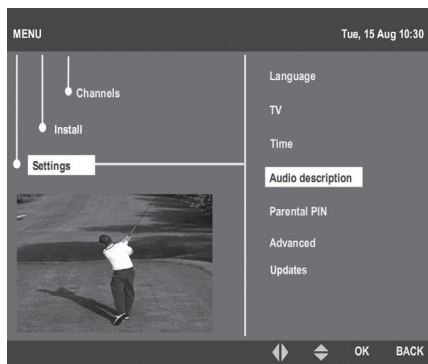 MENU
Tue, 15 Aug 10:30
Channels
Install
Settings
Language
TV
Time
Audio description
Parental PIN
Advanced
Updates
OK BACK